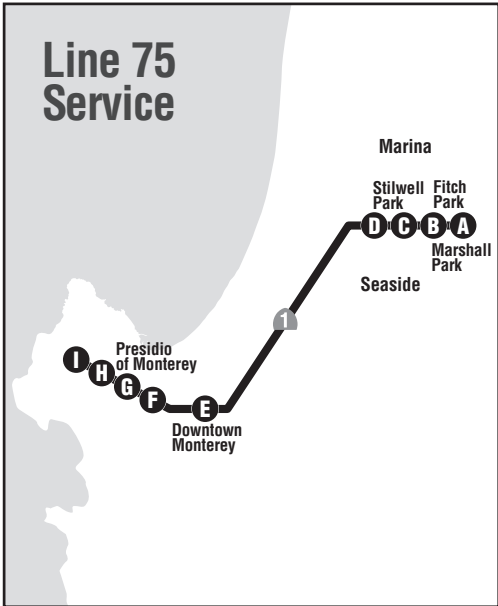 Line 75
Service
Marina
Stilwell
Park
Fitch
Park
D C B A
Marshall
Park
Seaside
1
Presidio
of Monterey
I
H
G
F
E
Downtown
Monterey